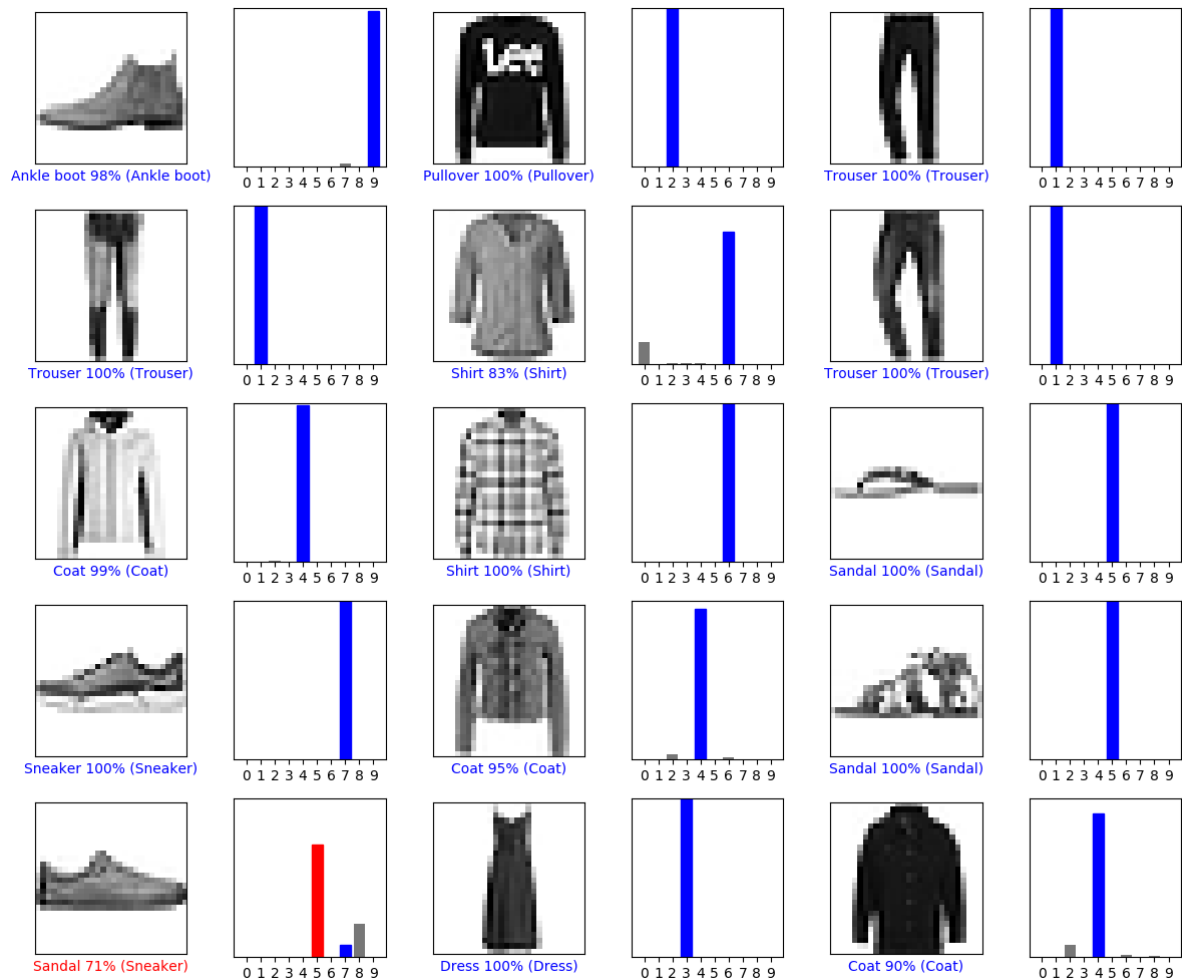 Lee
Ankle boot 98% (Ankle boot)
0 1 2 3 4 5 6 7 8 9
Pullover 100% (Pullover)
0 1 2 3 4 5 6 7 8 9
Trouser 100% (Trouser)
0 1 2 3 4 5 6 7 8 9
Trouser 100% (Trouser)
0 1 2 3 4 5 6 7 8 9
Shirt 83% (Shirt)
0 1 2 3 4 5 6 7 8 9
Trouser 100% (Trouser)
0 1 2 3 4 5 6 7 8 9
Coat 99% (Coat)
0 1 2 3 4 5 6 7 8 9
Shirt 100% (Shirt)
0 1 2 3 4 5 6 7 8 9
Sandal 100% (Sandal)
0 1 2 3 4 5 6 7 8 9
Sneaker 100% (Sneaker)
0 1 2 3 4 5 6 7 8 9
Coat 95% (Coat)
0 1 2 3 4 5 6 7 8 9
Sandal 100% (Sandal)
0 1 2 3 4 5 6 7 8 9
Sandal 71% (Sneaker)
0 1 2 3 4 5 6 7 8 9
Dress 100% (Dress)
0 1 2 3 4 5 6 7 8 9
Coat 90% (Coat)
0 1 2 3 4 5 6 7 8 9